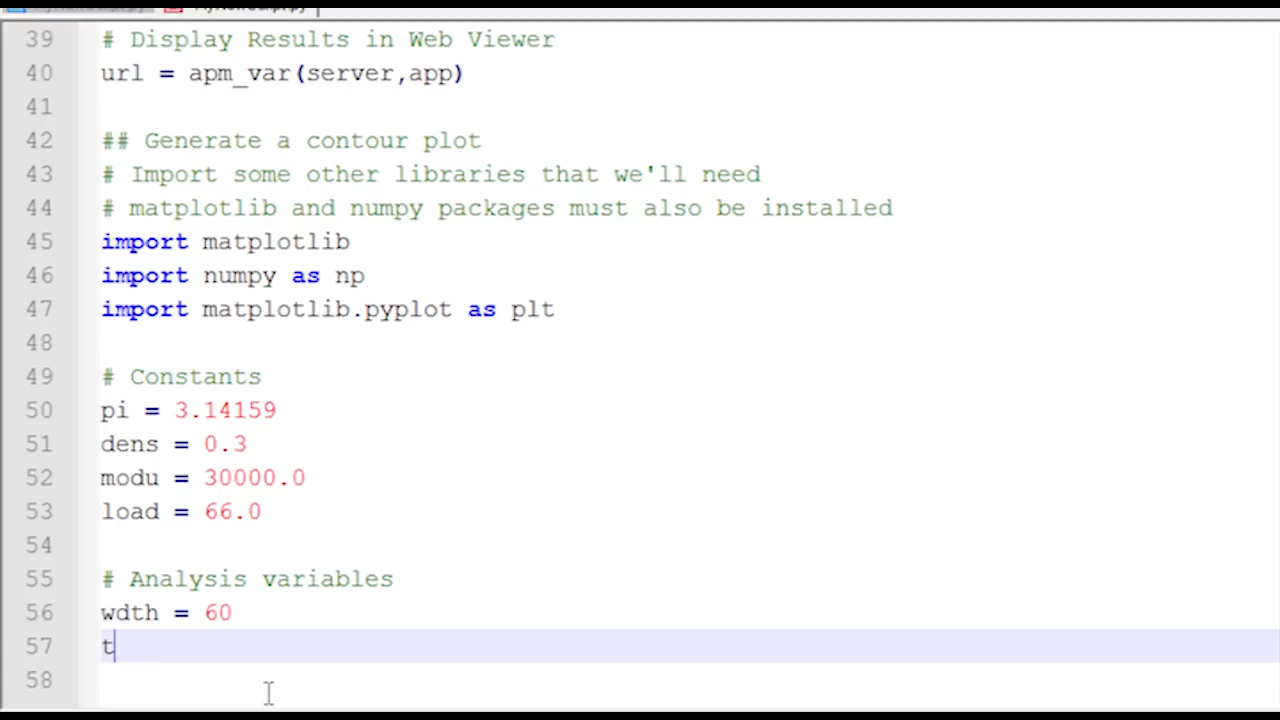 39 # Display Results in Web Viewer
40 url = apm_var(server,app)
41
42 ## Generate a contour plot
43 # Import some other libraries that we'll need
44 # matplotlib and numpy packages must also be installed
45 import matplotlib
46 import numpy as np
47 import matplotlib.pyplot as plt
48
49 # Constants
50 pi = 3.14159
51 dens = 0.3
52 modu = 30000.0
53 load = 66.0
54
55 # Analysis variables
56 wdth = 60
57 t
58